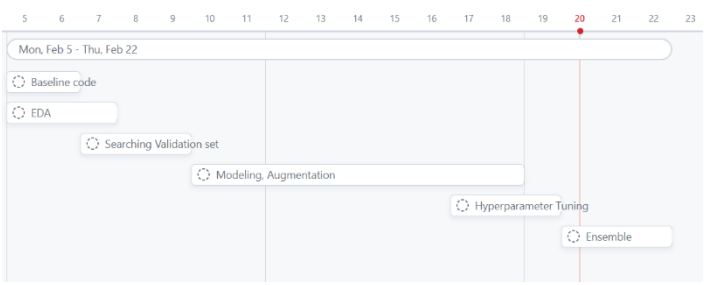 5 6 7 8 9 10 11 12 13 14 15 16 17 18 19 20 21 22 23
Mon, Feb 5 - Thu, Feb 22
Baseline code
EDA
Searching Validation set
Modeling, Augmentation
Hyperparameter Tuning
Ensemble